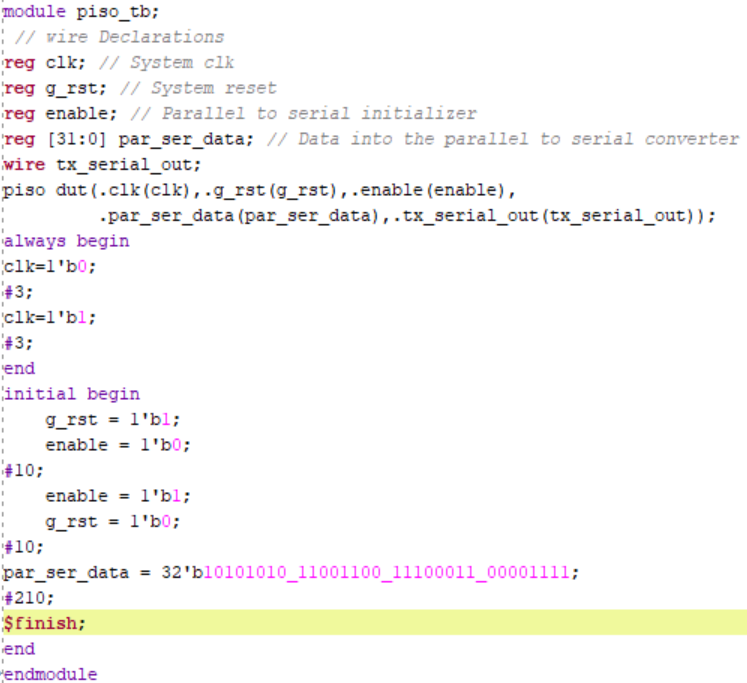 module piso_tb;
// wire Declarations
reg clk; // System clk
reg g_rst; // System reset
reg enable; // Parallel to serial initializer
reg [31:0] par_ser_data; // Data into the parallel to serial converter
wire tx_serial_out;
piso dut(.clk(clk),.g_rst(g_rst),.enable(enable),
.par_ser_data(par_ser_data),.tx_serial_out(tx_serial_out));
always begin
clk=1'b0;
#3;
clk=1'b1;
#3;
end
initial begin
g_rst = 1'b1;
enable = 1'b0;
#10;
enable = 1'b1;
g_rst = 1'b0;
#10;
par_ser_data = 32'b10101010_11001100_11100011_00001111;
#210;
$finish;
end
endmodule